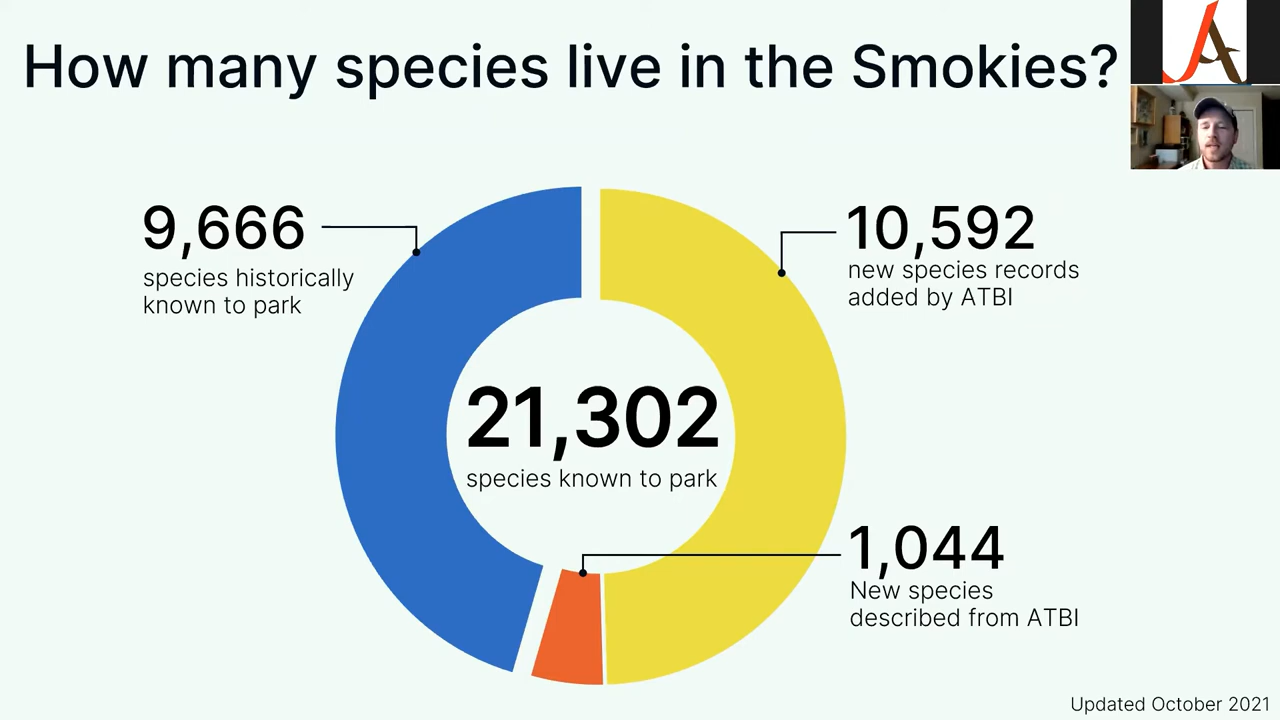 How many species live in the Smokies?
9,666
species historically
known to park
10,592
new species records
added by ATBI
21,302
species known to park
1,044
New species
described from ATBI
Updated October 2021